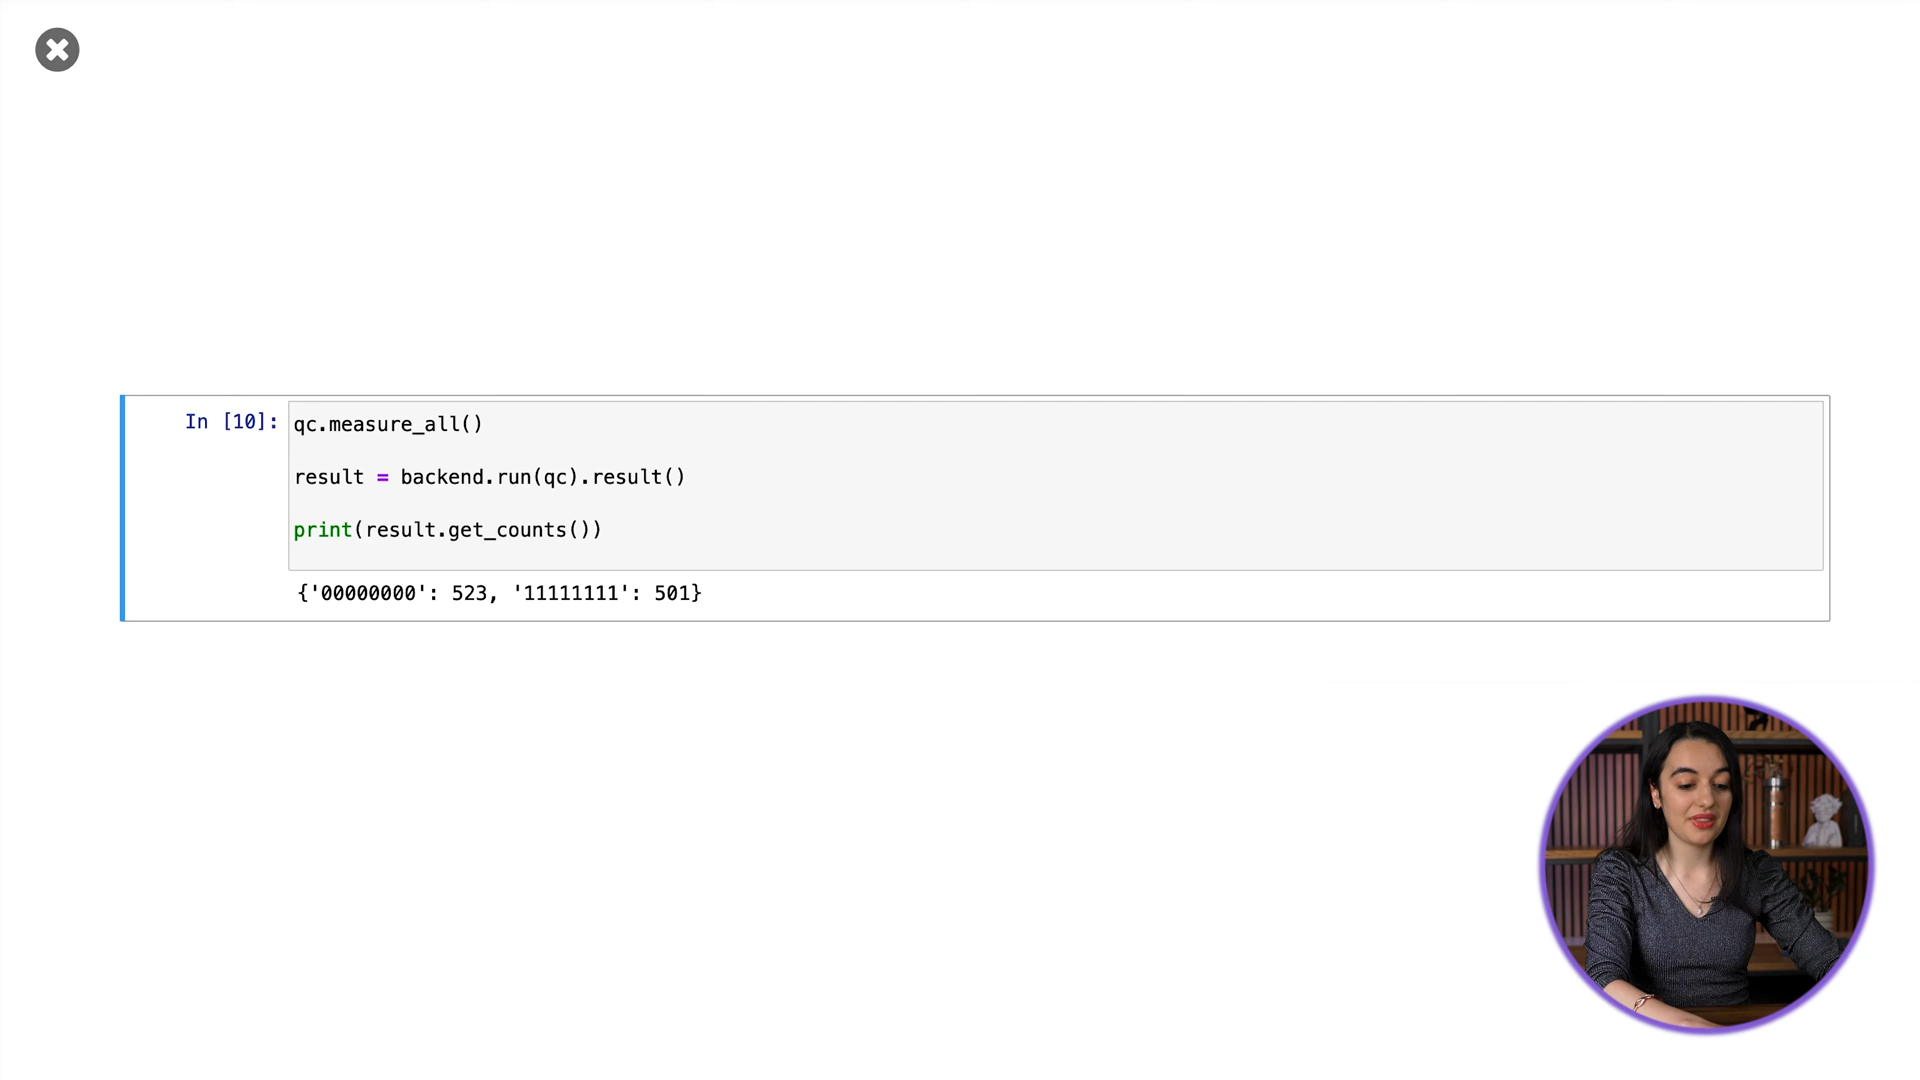 In [10]: qc.measure_all()
result = backend.run(qc).result()
print(result.get_counts())
{'00000000': 523, '11111111': 501}